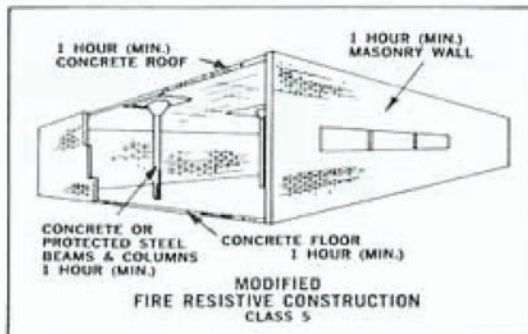 1 HOUR (MIN.)
CONCRETE ROOF
1 HOUR (MIN.)
MASONRY WALL
CONCRETE OR
PROTECTED STEEL
BEAMS & COLUMNS
1 HOUR (MIN.)
CONCRETE FLOOR
1 HOUR (MIN.)
MODIFIED
FIRE RESISTIVE CONSTRUCTION
CLASS 5